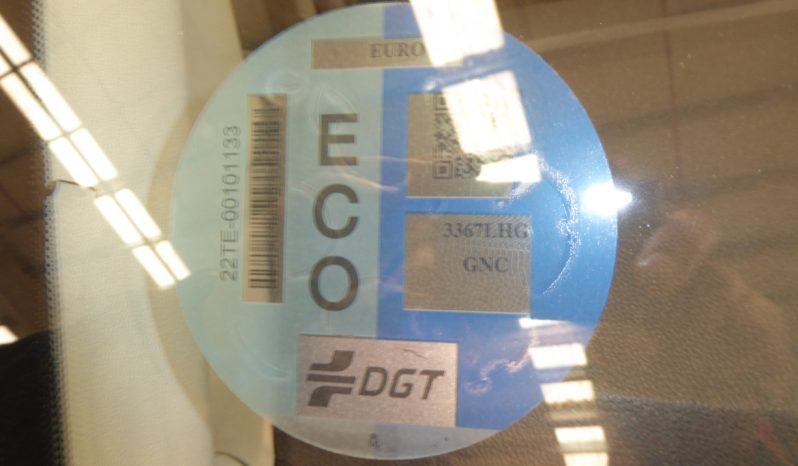 EURO
22TE-00101133
ECO
3367LHG
GNC
DGT